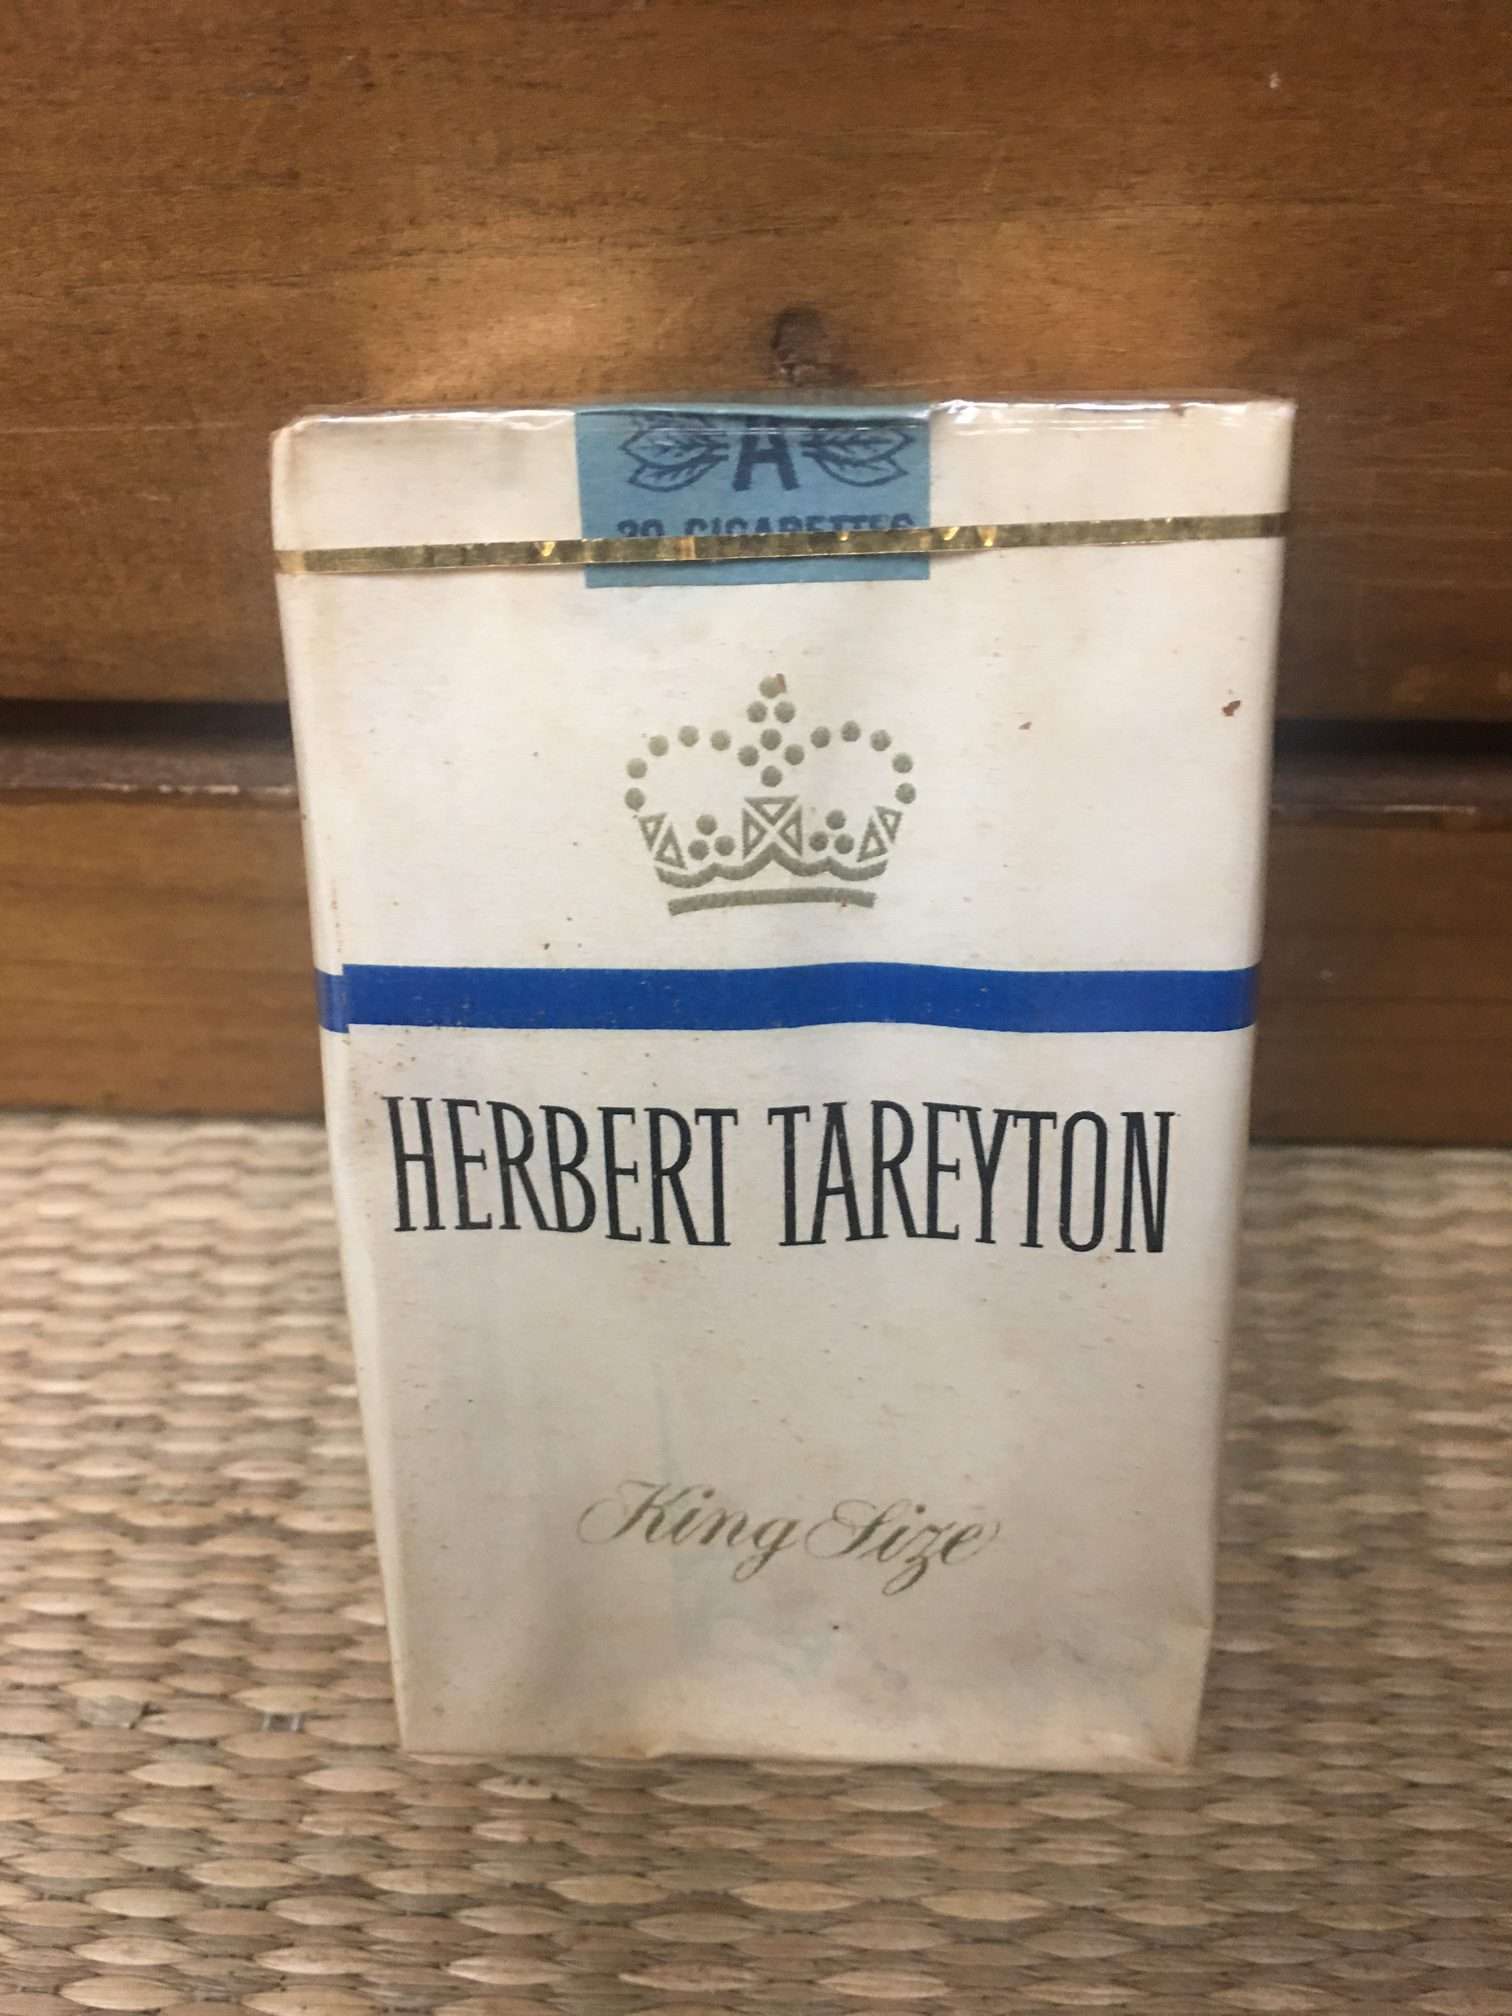 A
20 CIGARETTES
HERBERT TAREYTON
King Size